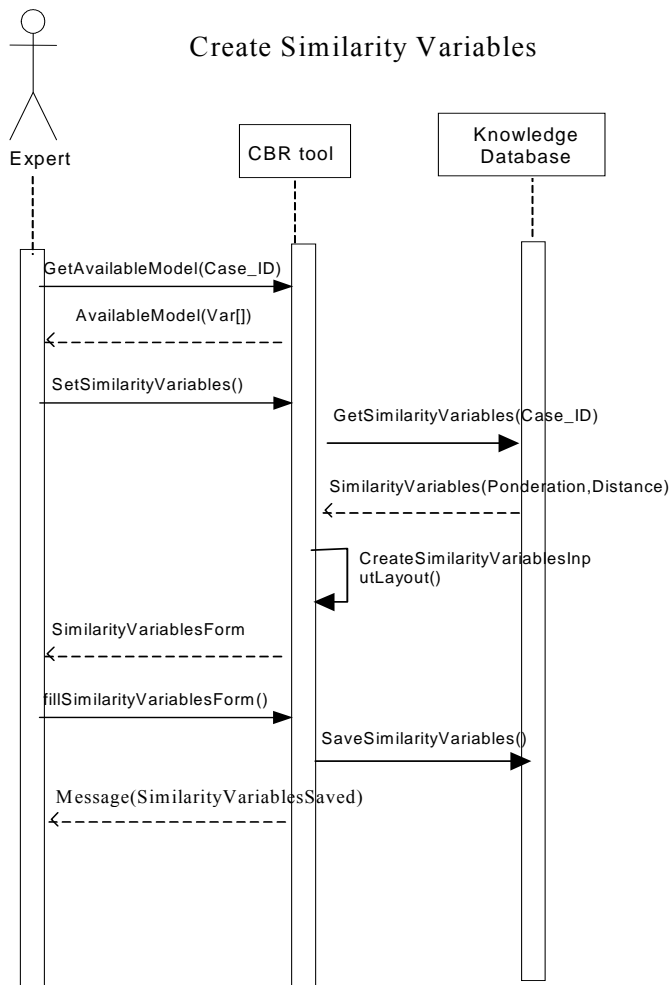 Create Similarity Variables
Expert
CBR tool
Knowledge
Database
GetAvailableModel(Case_ID)
AvailableModel(Var[])
SetSimilarityVariables()
GetSimilarityVariables(Case_ID)
SimilarityVariables(Ponderation,Distance)
CreateSimilarityVariablesInp
utLayout()
SimilarityVariablesForm
fillSimilarityVariablesForm()
SaveSimilarityVariables()
Message(SimilarityVariablesSaved)